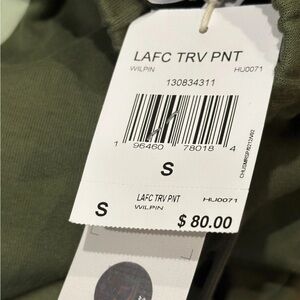 LAFC TRV PNT
WILPIN HU0071
130834311
1 96460 78018 4
S
LAFC TRV PNT HU0071
WILPIN
S
$ 80.00